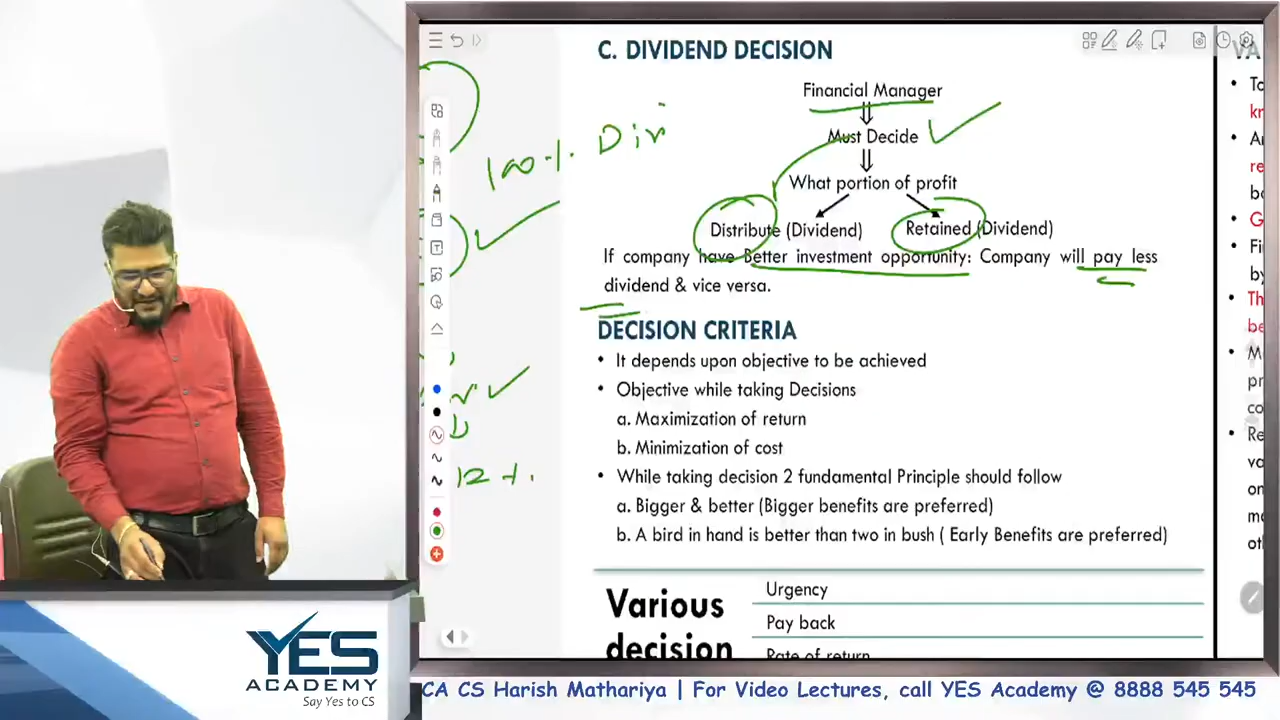 C. DIVIDEND DECISION
Financial Manager
Must Decide
What portion of profit
Distribute (Dividend) Retained (Dividend)
If company have Better investment opportunity: Company will pay less
dividend & vice versa.
DECISION CRITERIA
• It depends upon objective to be achieved
• Objective while taking Decisions
a. Maximization of return
b. Minimization of cost
• While taking decision 2 fundamental Principle should follow
a. Bigger & better (Bigger benefits are preferred)
b. A bird in hand is better than two in bush ( Early Benefits are preferred)
Various
decision
Urgency
Pay back
Rate of return
100 % Div
12 %
YES
ACADEMY
Say Yes to CS
CA CS Harish Mathariya | For Video Lectures, call YES Academy @ 8888 545 545